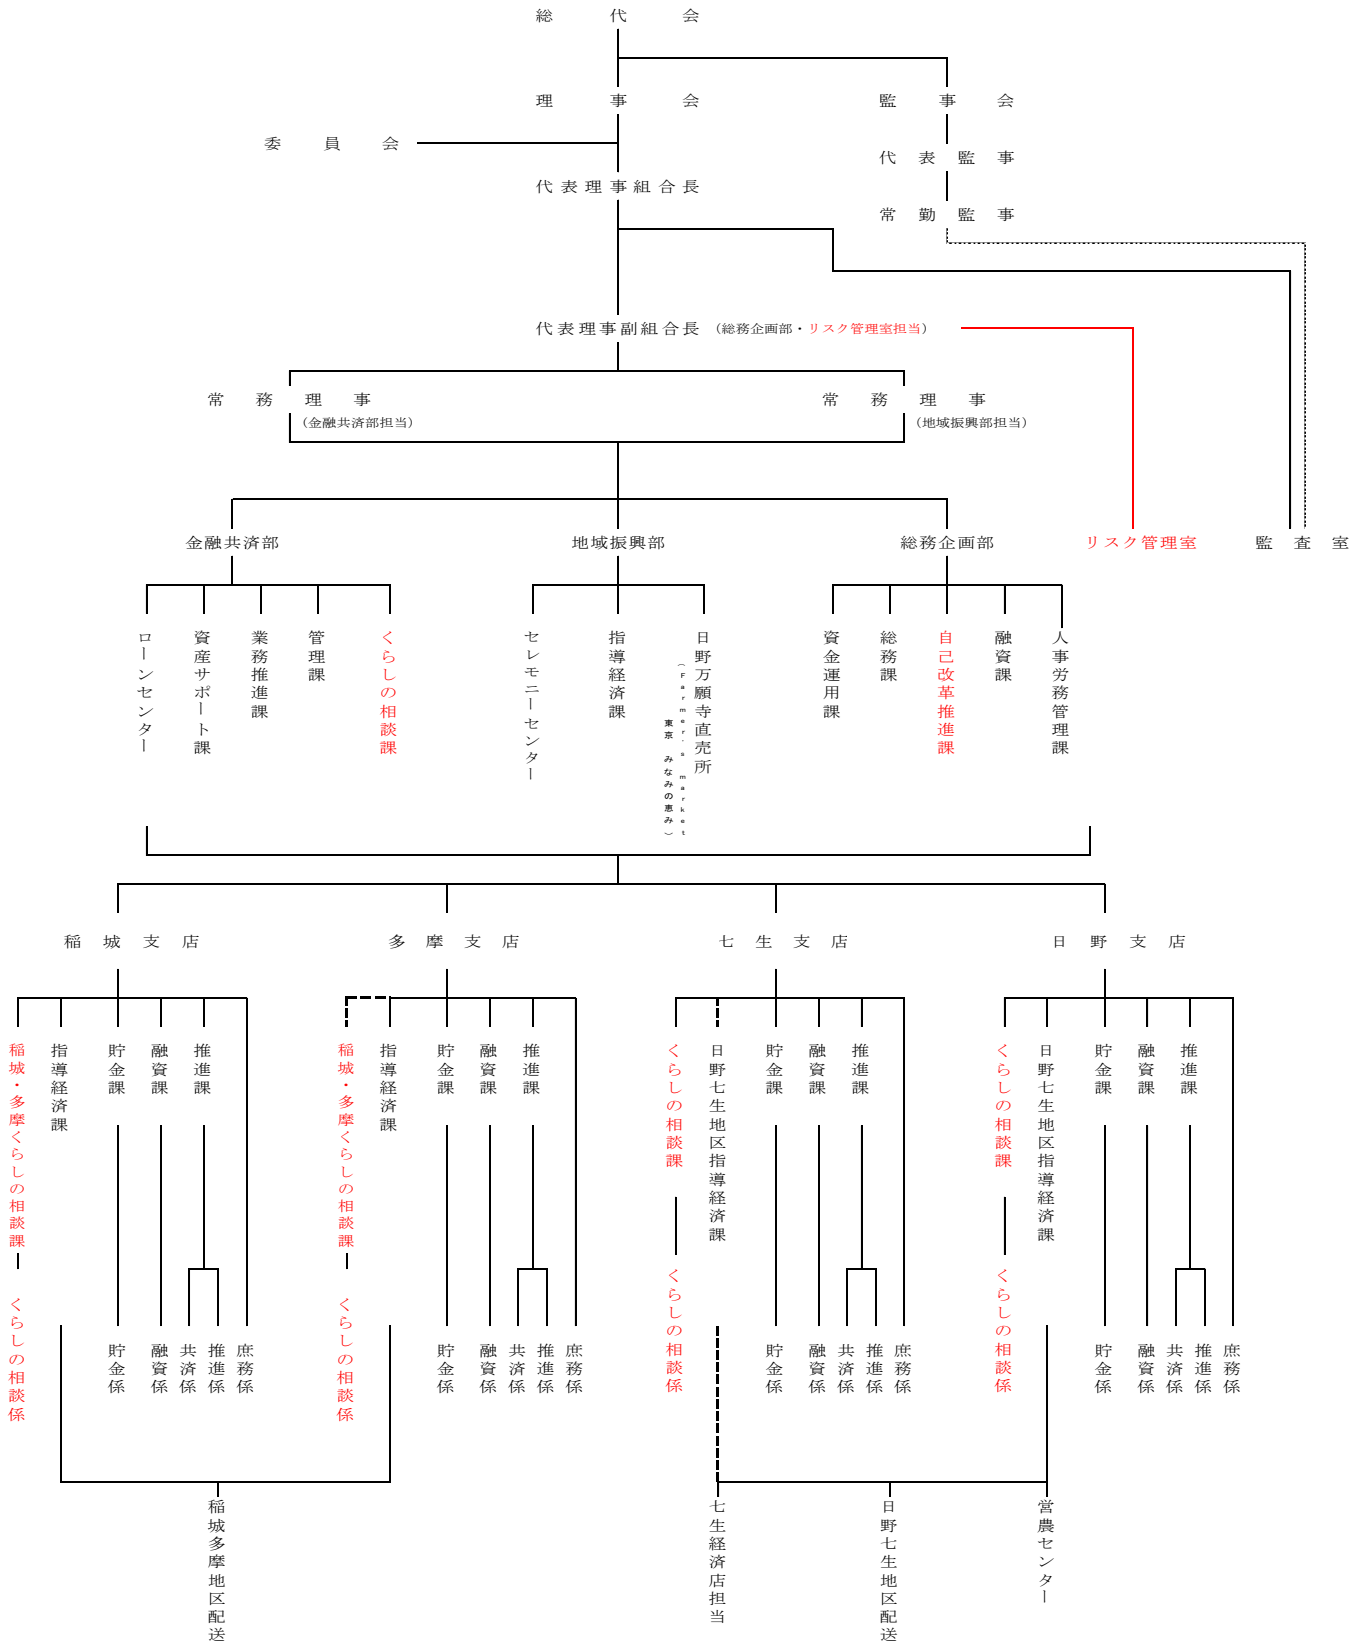 総代会
理事会
監事会
委員会
代表監事
代表理事組合長
常勤監事
代表理事副組合長（総務企画部・リスク管理室担当）
常務理事
（金融共済部担当）
常務理事
（地域振興部担当）
金融共済部
地域振興部
総務企画部
リスク管理室
監査室
ローンセンター
資産サポート課
業務推進課
管理課
くらしの相談課
セレモニーセンター
指導経済課
日野万願寺直売所
（Farmer's market
東京　みなみの恵み）
資金運用課
総務課
自己改革推進課
融資課
人事労務管理課
稲城支店
多摩支店
七生支店
日野支店
稲城・多摩くらしの相談課
指導経済課
貯金課
融資課
推進課
稲城・多摩くらしの相談課
指導経済課
貯金課
融資課
推進課
くらしの相談課
日野七生地区指導経済課
貯金課
融資課
推進課
くらしの相談課
日野七生地区指導経済課
貯金課
融資課
推進課
くらしの相談係
貯金係
融資係
共済係
推進係
庶務係
くらしの相談係
貯金係
融資係
共済係
推進係
庶務係
くらしの相談係
貯金係
融資係
共済係
推進係
庶務係
くらしの相談係
貯金係
融資係
共済係
推進係
庶務係
稲城多摩地区配送
七生経済店担当
日野七生地区配送
営農センター